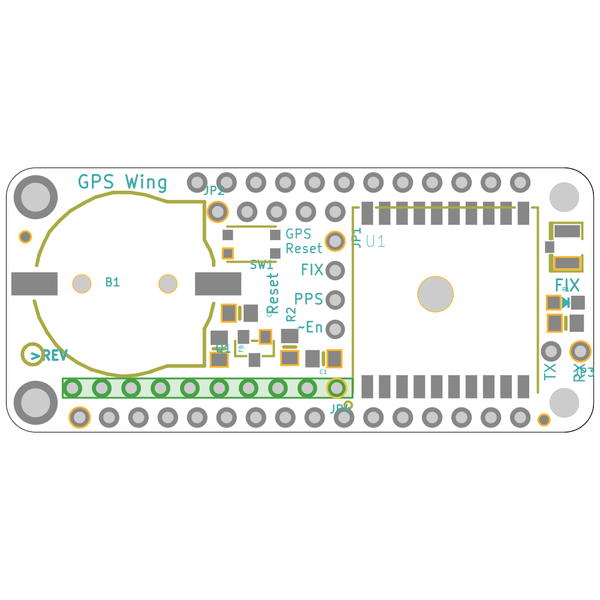 GPS Wing
JP2
GPS
Reset
JP1
U1
SW1
FIX
B1
Reset
FIX
PPS
R2
~En
>REV
C1
TX
RX
JP3
JP4